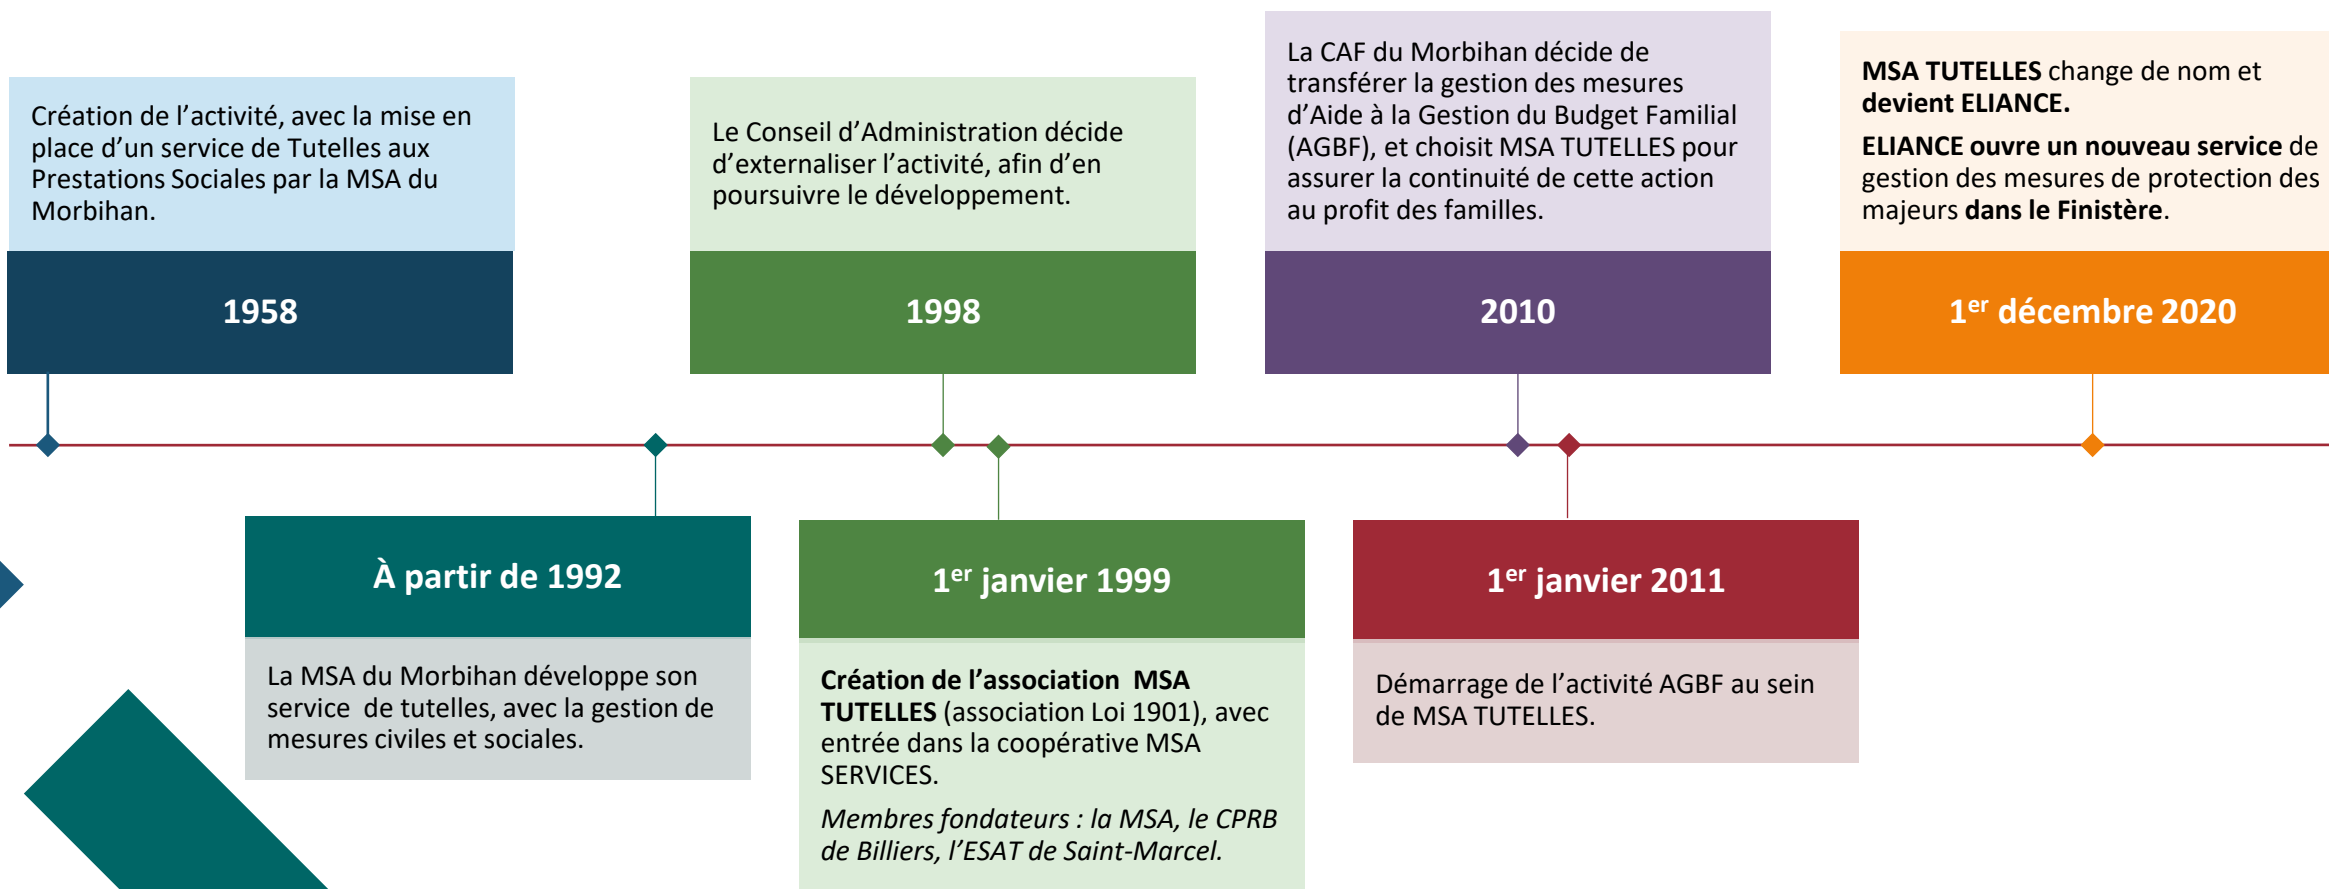 Création de l’activité, avec la mise en
place d’un service de Tutelles aux
Prestations Sociales par la MSA du
Morbihan.
1958
À partir de 1992
La MSA du Morbihan développe son
service de tutelles, avec la gestion de
mesures civiles et sociales.
Le Conseil d’Administration décide
d’externaliser l’activité, afin d’en
poursuivre le développement.
1998
1er janvier 1999
Création de l’association MSA
TUTELLES (association Loi 1901), avec
entrée dans la coopérative MSA
SERVICES.
Membres fondateurs : la MSA, le CPRB
de Billiers, l’ESAT de Saint-Marcel.
La CAF du Morbihan décide de
transférer la gestion des mesures
d’Aide à la Gestion du Budget Familial
(AGBF), et choisit MSA TUTELLES pour
assurer la continuité de cette action
au profit des familles.
2010
1er janvier 2011
Démarrage de l’activité AGBF au sein
de MSA TUTELLES.
MSA TUTELLES change de nom et
devient ELIANCE.
ELIANCE ouvre un nouveau service de
gestion des mesures de protection des
majeurs dans le Finistère.
1er décembre 2020